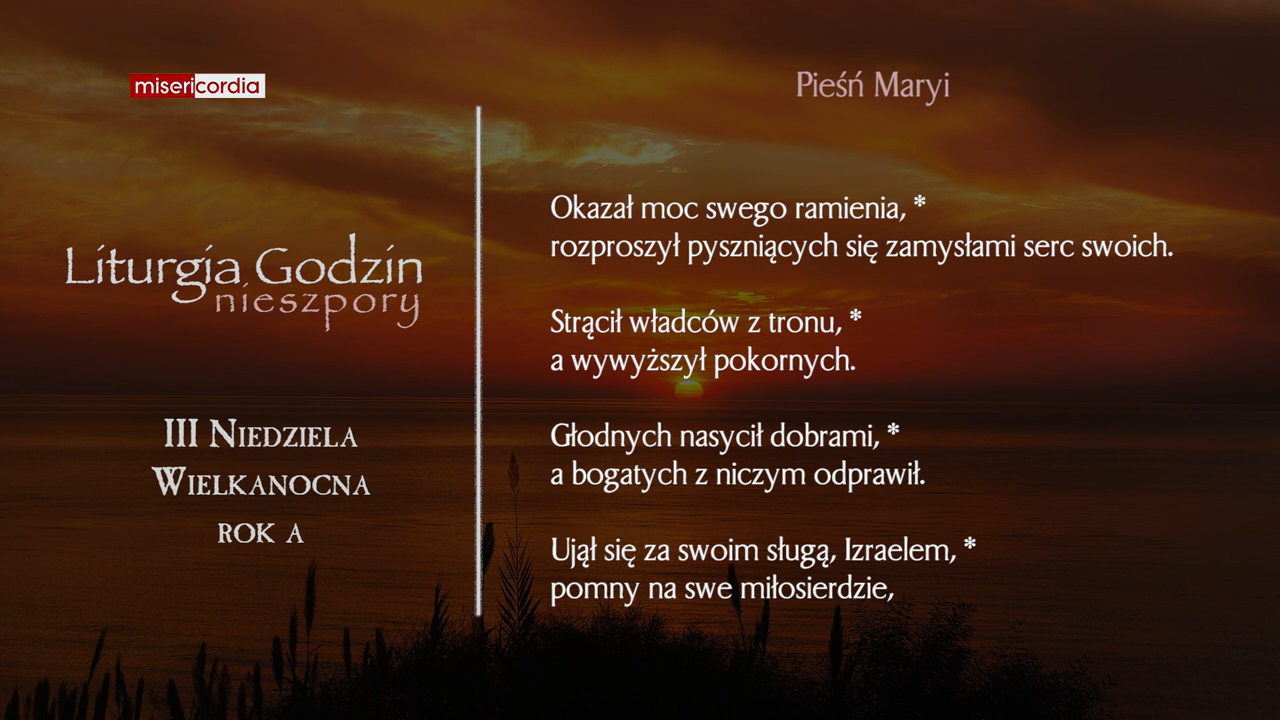 misericordia
Liturgia Godzin
nieszpory
III Niedziela
Wielkanocna
rok A
Pieśń Maryi
Okazał moc swego ramienia, *
rozproszył pyszniących się zamysłami serc swoich.
Strącił władców z tronu, *
a wywyższył pokornych.
Głodnych nasycił dobrami, *
a bogatych z niczym odprawił.
Ujął się za swoim sługą, Izraelem, *
pomny na swe miłosierdzie,